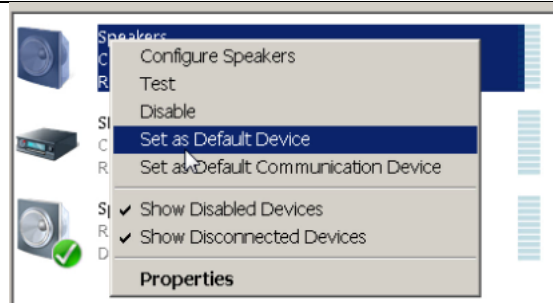 Speakers
Configure Speakers
Test
Disable
Set as Default Device
Set as Default Communication Device
Show Disabled Devices
Show Disconnected Devices
Properties